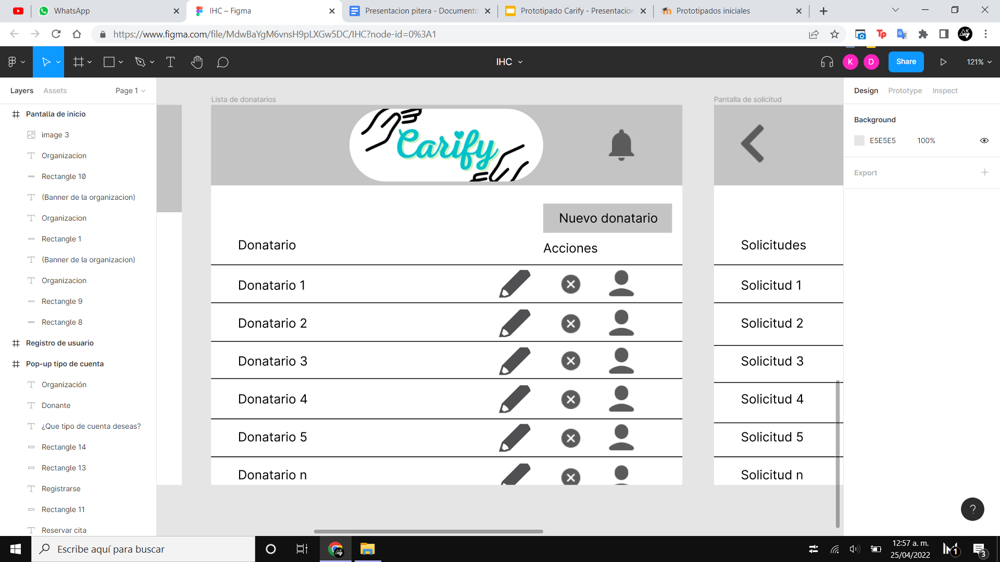 WhatsApp
IHC – Figma
Presentacion pitera - Documento
Prototipado Carify - Presentacion
Prototipados iniciales
https://www.figma.com/file/MdwBaYgM6vnsH9pLXGw5DC/IHC?node-id=0%3A1
IHC
K
D
Share
121%
Layers
Assets
Page 1
Pantalla de inicio
image 3
Organizacion
Rectangle 10
(Banner de la organizacion)
Organizacion
Rectangle 1
(Banner de la organizacion)
Organizacion
Rectangle 9
Rectangle 8
Registro de usuario
Pop-up tipo de cuenta
Organización
Donante
¿Que tipo de cuenta deseas?
Rectangle 14
Rectangle 13
Registrarse
Rectangle 11
Reservar cita
Lista de donatarios
Carify
Nuevo donatario
Donatario
Acciones
Donatario 1
Donatario 2
Donatario 3
Donatario 4
Donatario 5
Donatario n
Pantalla de solicitud
Solicitudes
Solicitud 1
Solicitud 2
Solicitud 3
Solicitud 4
Solicitud 5
Solicitud n
Design
Prototype
Inspect
Background
E5E5E5
100%
Export
?
Escribe aquí para buscar
12:57 a. m.
25/04/2022
1
3